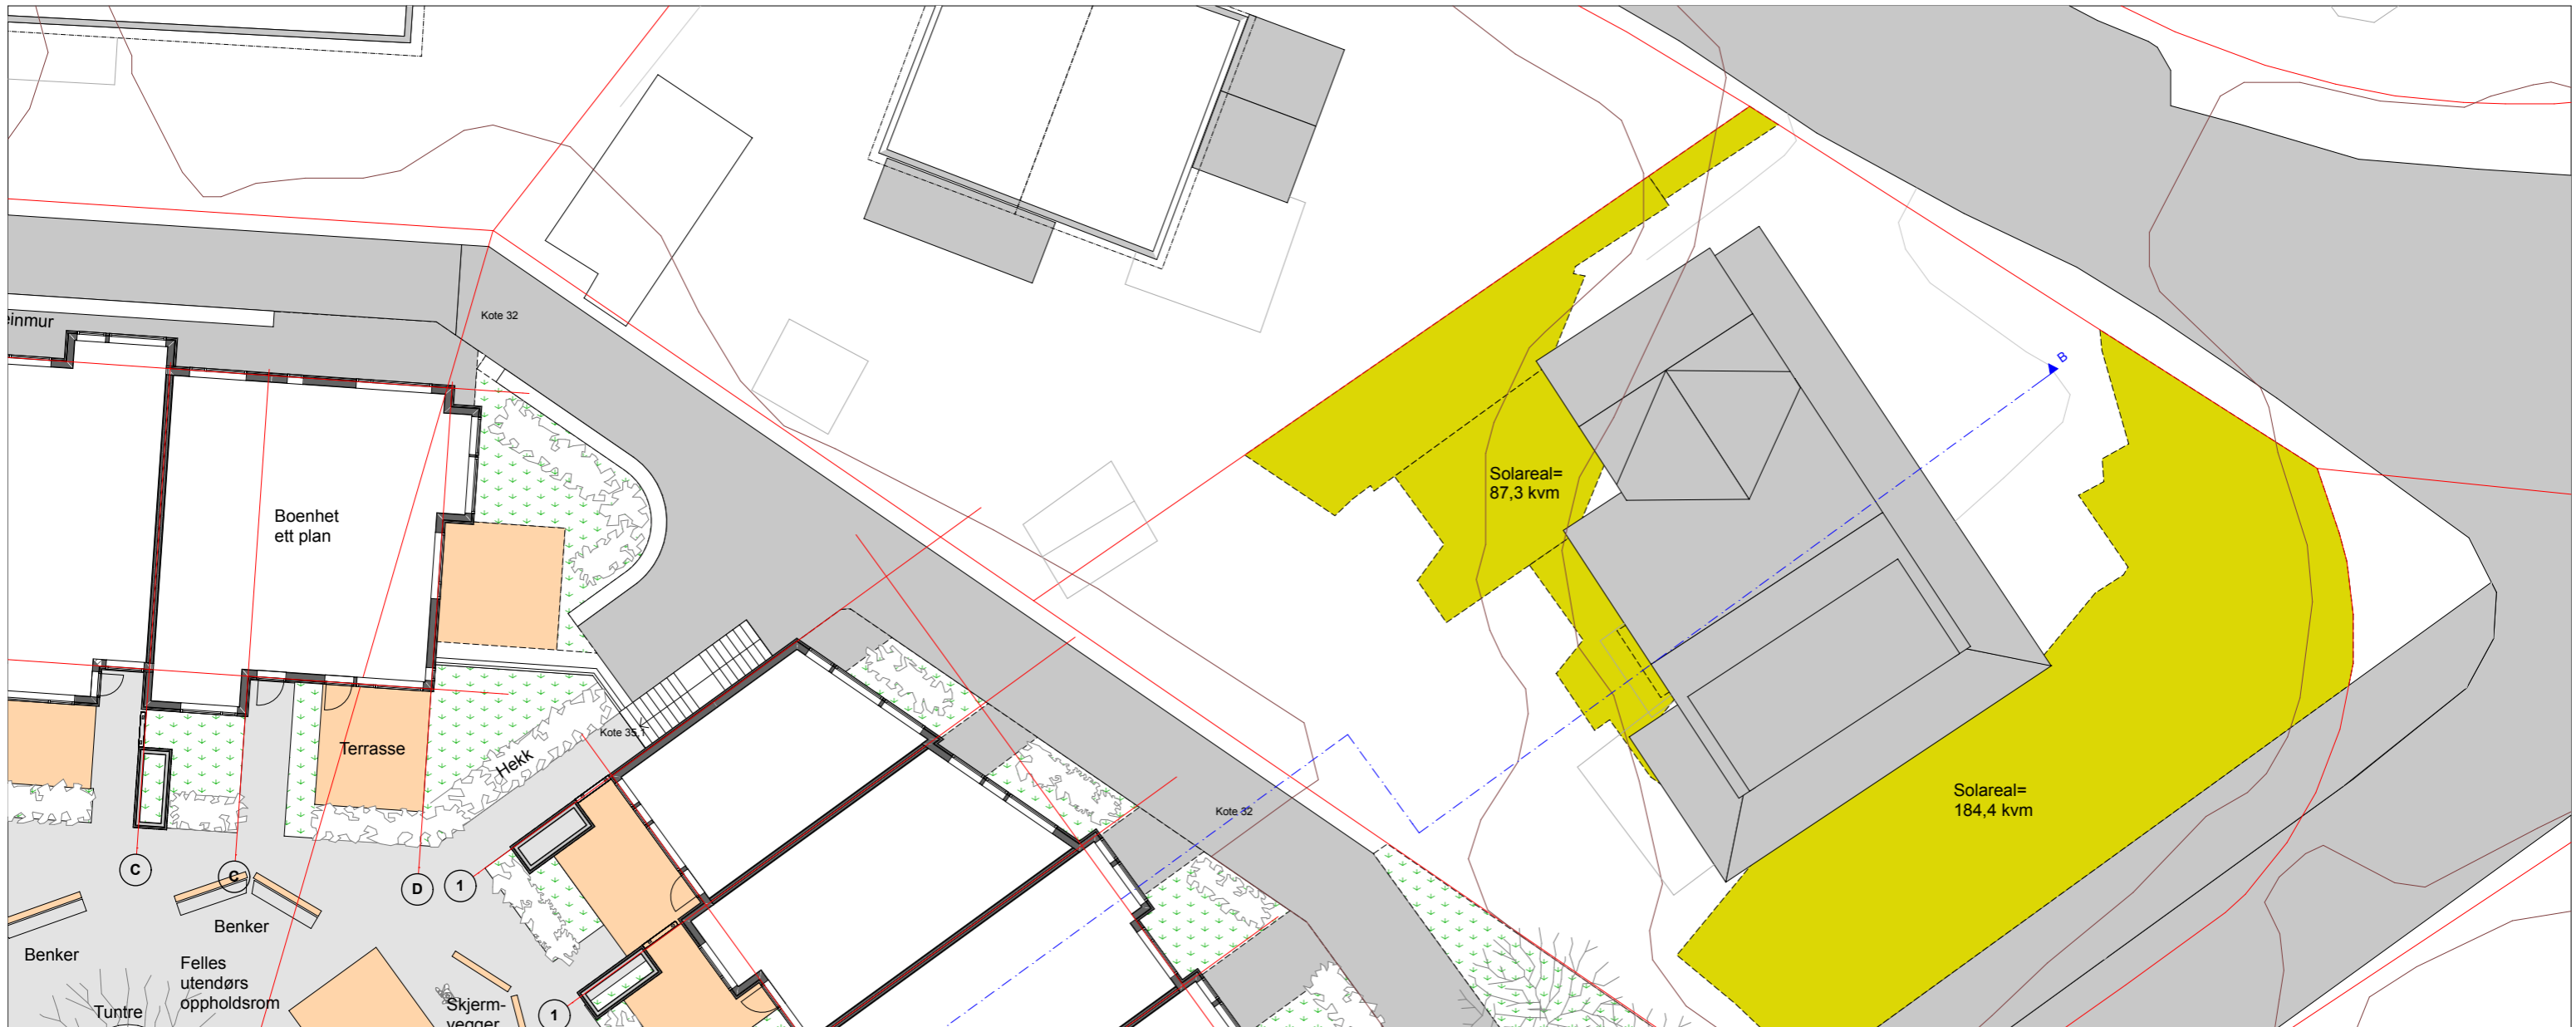 einmur
Kote 32
B
Boenhet
ett plan
Solareal=
87,3 kvm
Kote 35,1
Terrasse
Hekk
Solareal=
184,4 kvm
Kote 32
C
C
D
1
Benker
Benker
Felles
utendørs
oppholdsrom
Tuntre
Skjerm-
vegger
1